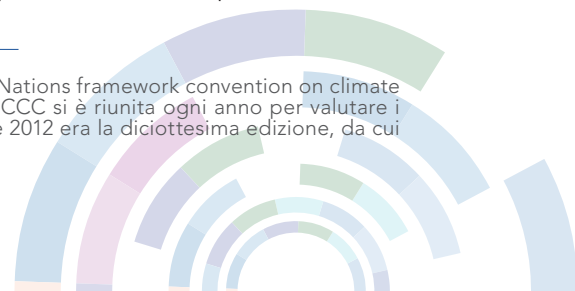 Nations framework convention on climate
CCC si è riunita ogni anno per valutare i
2012 era la diciottesima edizione, da cui